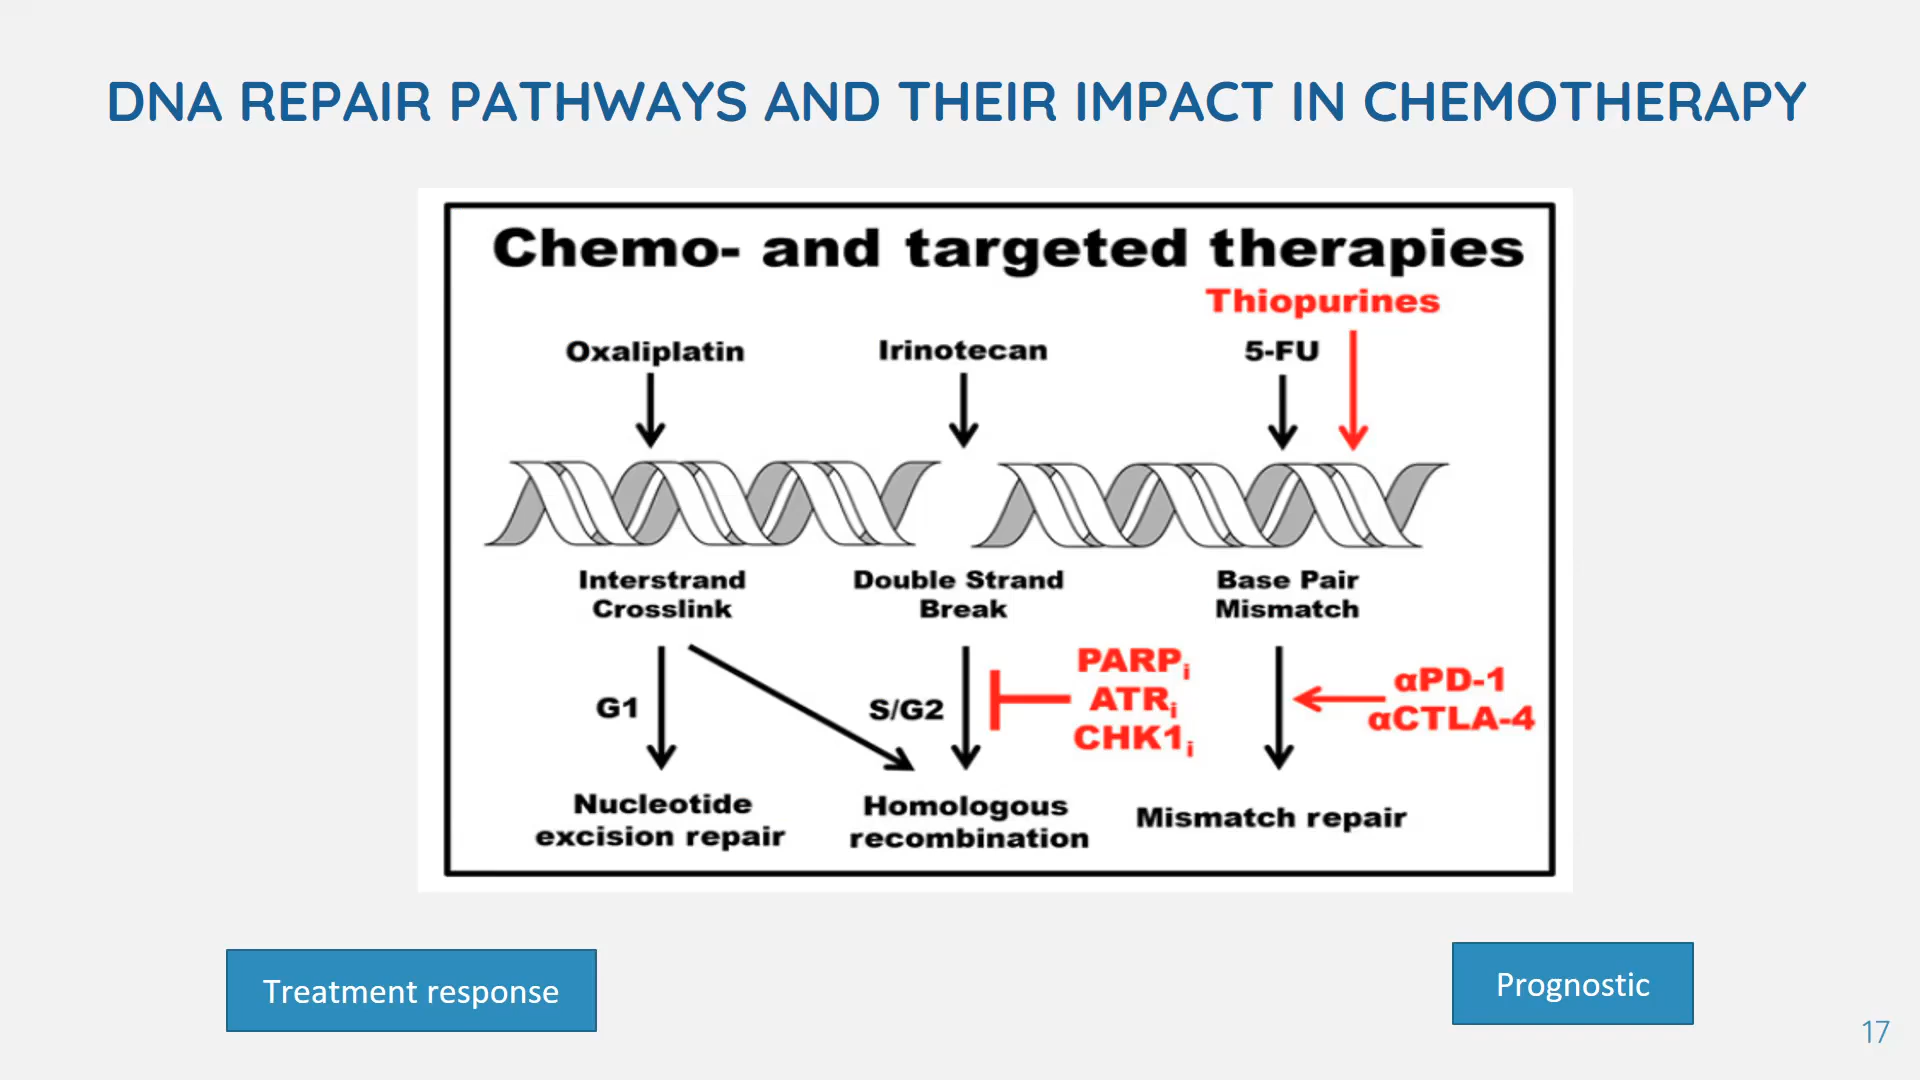 DNA REPAIR PATHWAYS AND THEIR IMPACT IN CHEMOTHERAPY
Chemo- and targeted therapies
Thiopurines
Oxaliplatin
Irinotecan
5-FU
Interstrand
Crosslink
Double Strand
Break
Base Pair
Mismatch
G1
S/G2
PARPi
ATRi
CHK1i
αPD-1
αCTLA-4
Nucleotide
excision repair
Homologous
recombination
Mismatch repair
Treatment response
Prognostic
17